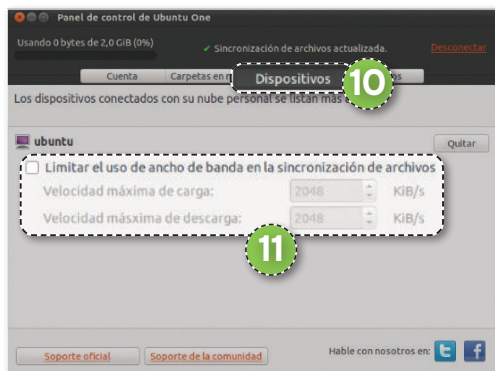 Panel de control de Ubuntu One
Usando 0 bytes de 2,0 GiB (0%)
✔ Sincronización de archivos actualizada.
Desconectar
Cuenta
Carpetas en
Dispositivos
10
Los dispositivos conectados con su nube personal se listan más
ubuntu
Quitar
Limitar el uso de ancho de banda en la sincronización de archivos
Velocidad máxima de carga:
2048
KiB/s
Velocidad másxima de descarga:
2048
KiB/s
11
Soporte oficial
Soporte de la comunidad
Hable con nosotros en: